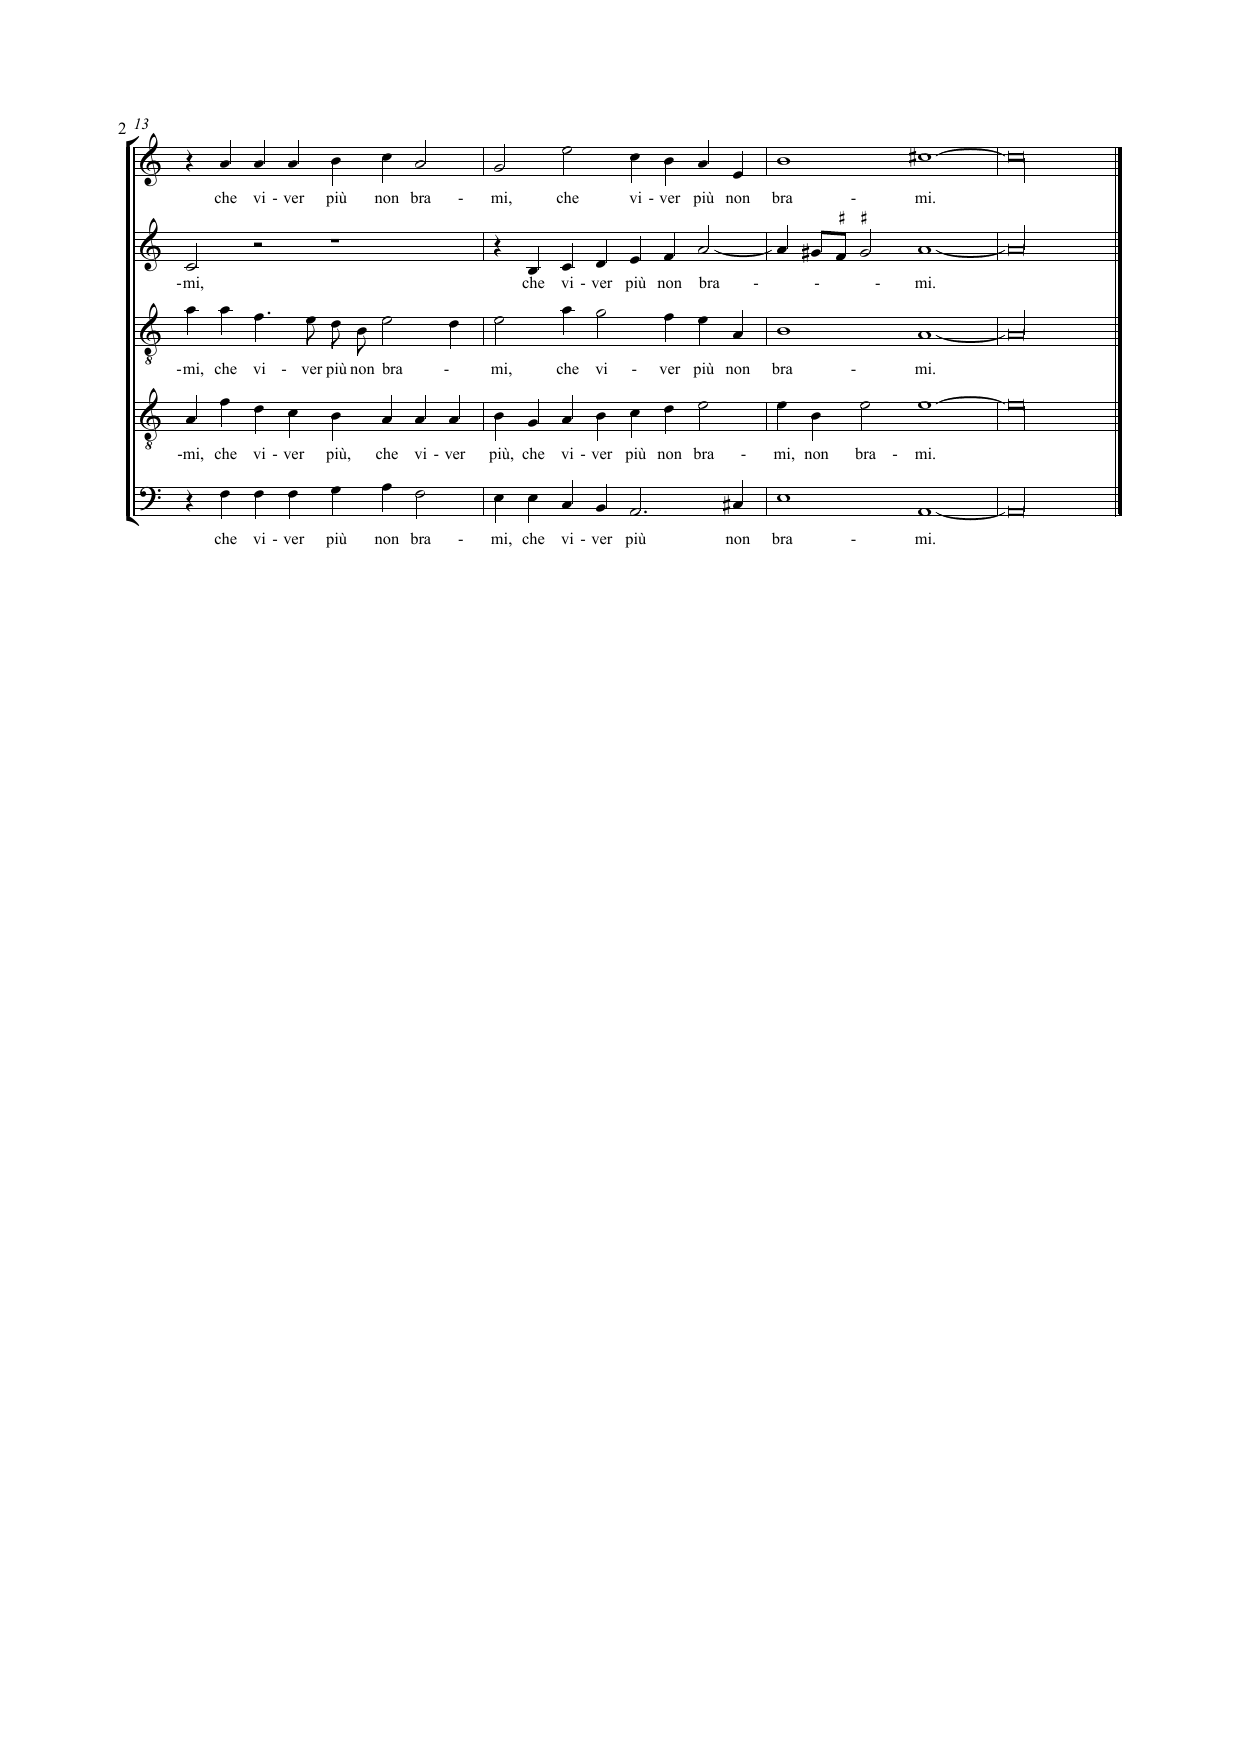 2 13
che vi - ver più non bra - mi, che vi - ver più non bra - mi.
-mi, che vi - ver più non bra - - - mi.
-mi, che vi - ver più non bra - mi, che vi - ver più non bra - mi.
-mi, che vi - ver più, che vi - ver più, che vi - ver più non bra - mi, non bra - mi.
che vi - ver più non bra - mi, che vi - ver più non bra - mi.